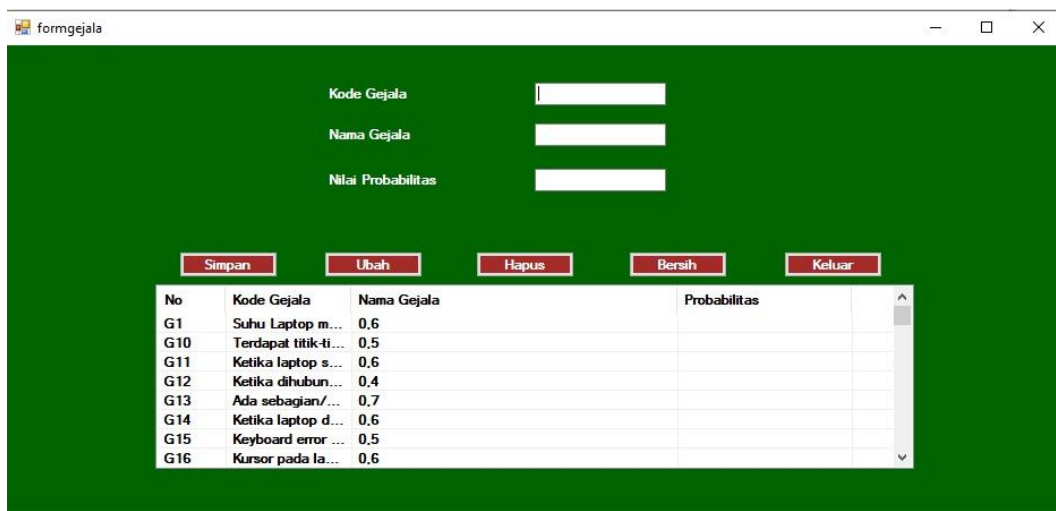 formgejala
Kode Gejala
Nama Gejala
Nilai Probabilitas
Simpan Ubah Hapus Bersih Keluar
No Kode Gejala Nama Gejala Probabilitas
G1 Suhu Laptop m... 0,6
G10 Terdapat titik-ti... 0,5
G11 Ketika laptop s... 0,6
G12 Ketika dihubun... 0,4
G13 Ada sebagian/... 0,7
G14 Ketika laptop d... 0,6
G15 Keyboard error ... 0,5
G16 Kursor pada la... 0,6